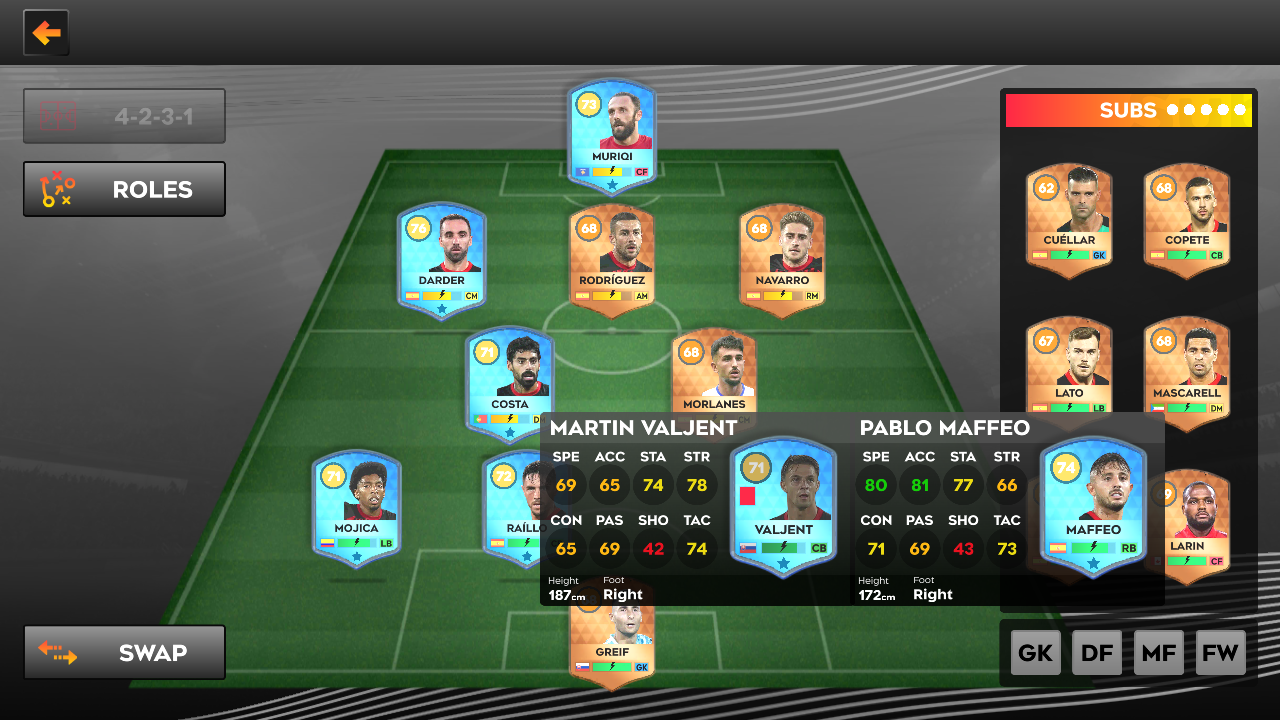 4-2-3-1
ROLES
SWAP
73
MURIQI
CF
76
DARDER
CM
68
RODRÍGUEZ
AM
68
NAVARRO
RM
71
COSTA
68
MORLANES
71
MOJICA
LB
72
RAÍLLO
GREIF
GK
MARTIN VALJENT
SPE ACC STA STR
69 65 74 78
CON PAS SHO TAC
65 69 42 74
Height Foot
187cm Right
71
VALJENT
CB
PABLO MAFFEO
SPE ACC STA STR
80 81 77 66
CON PAS SHO TAC
71 69 43 73
Height Foot
172cm Right
74
MAFFEO
RB
SUBS
62
CUÉLLAR
GK
68
COPETE
CB
67
LATO
LB
68
MASCARELL
DM
LARIN
CF
GK DF MF FW